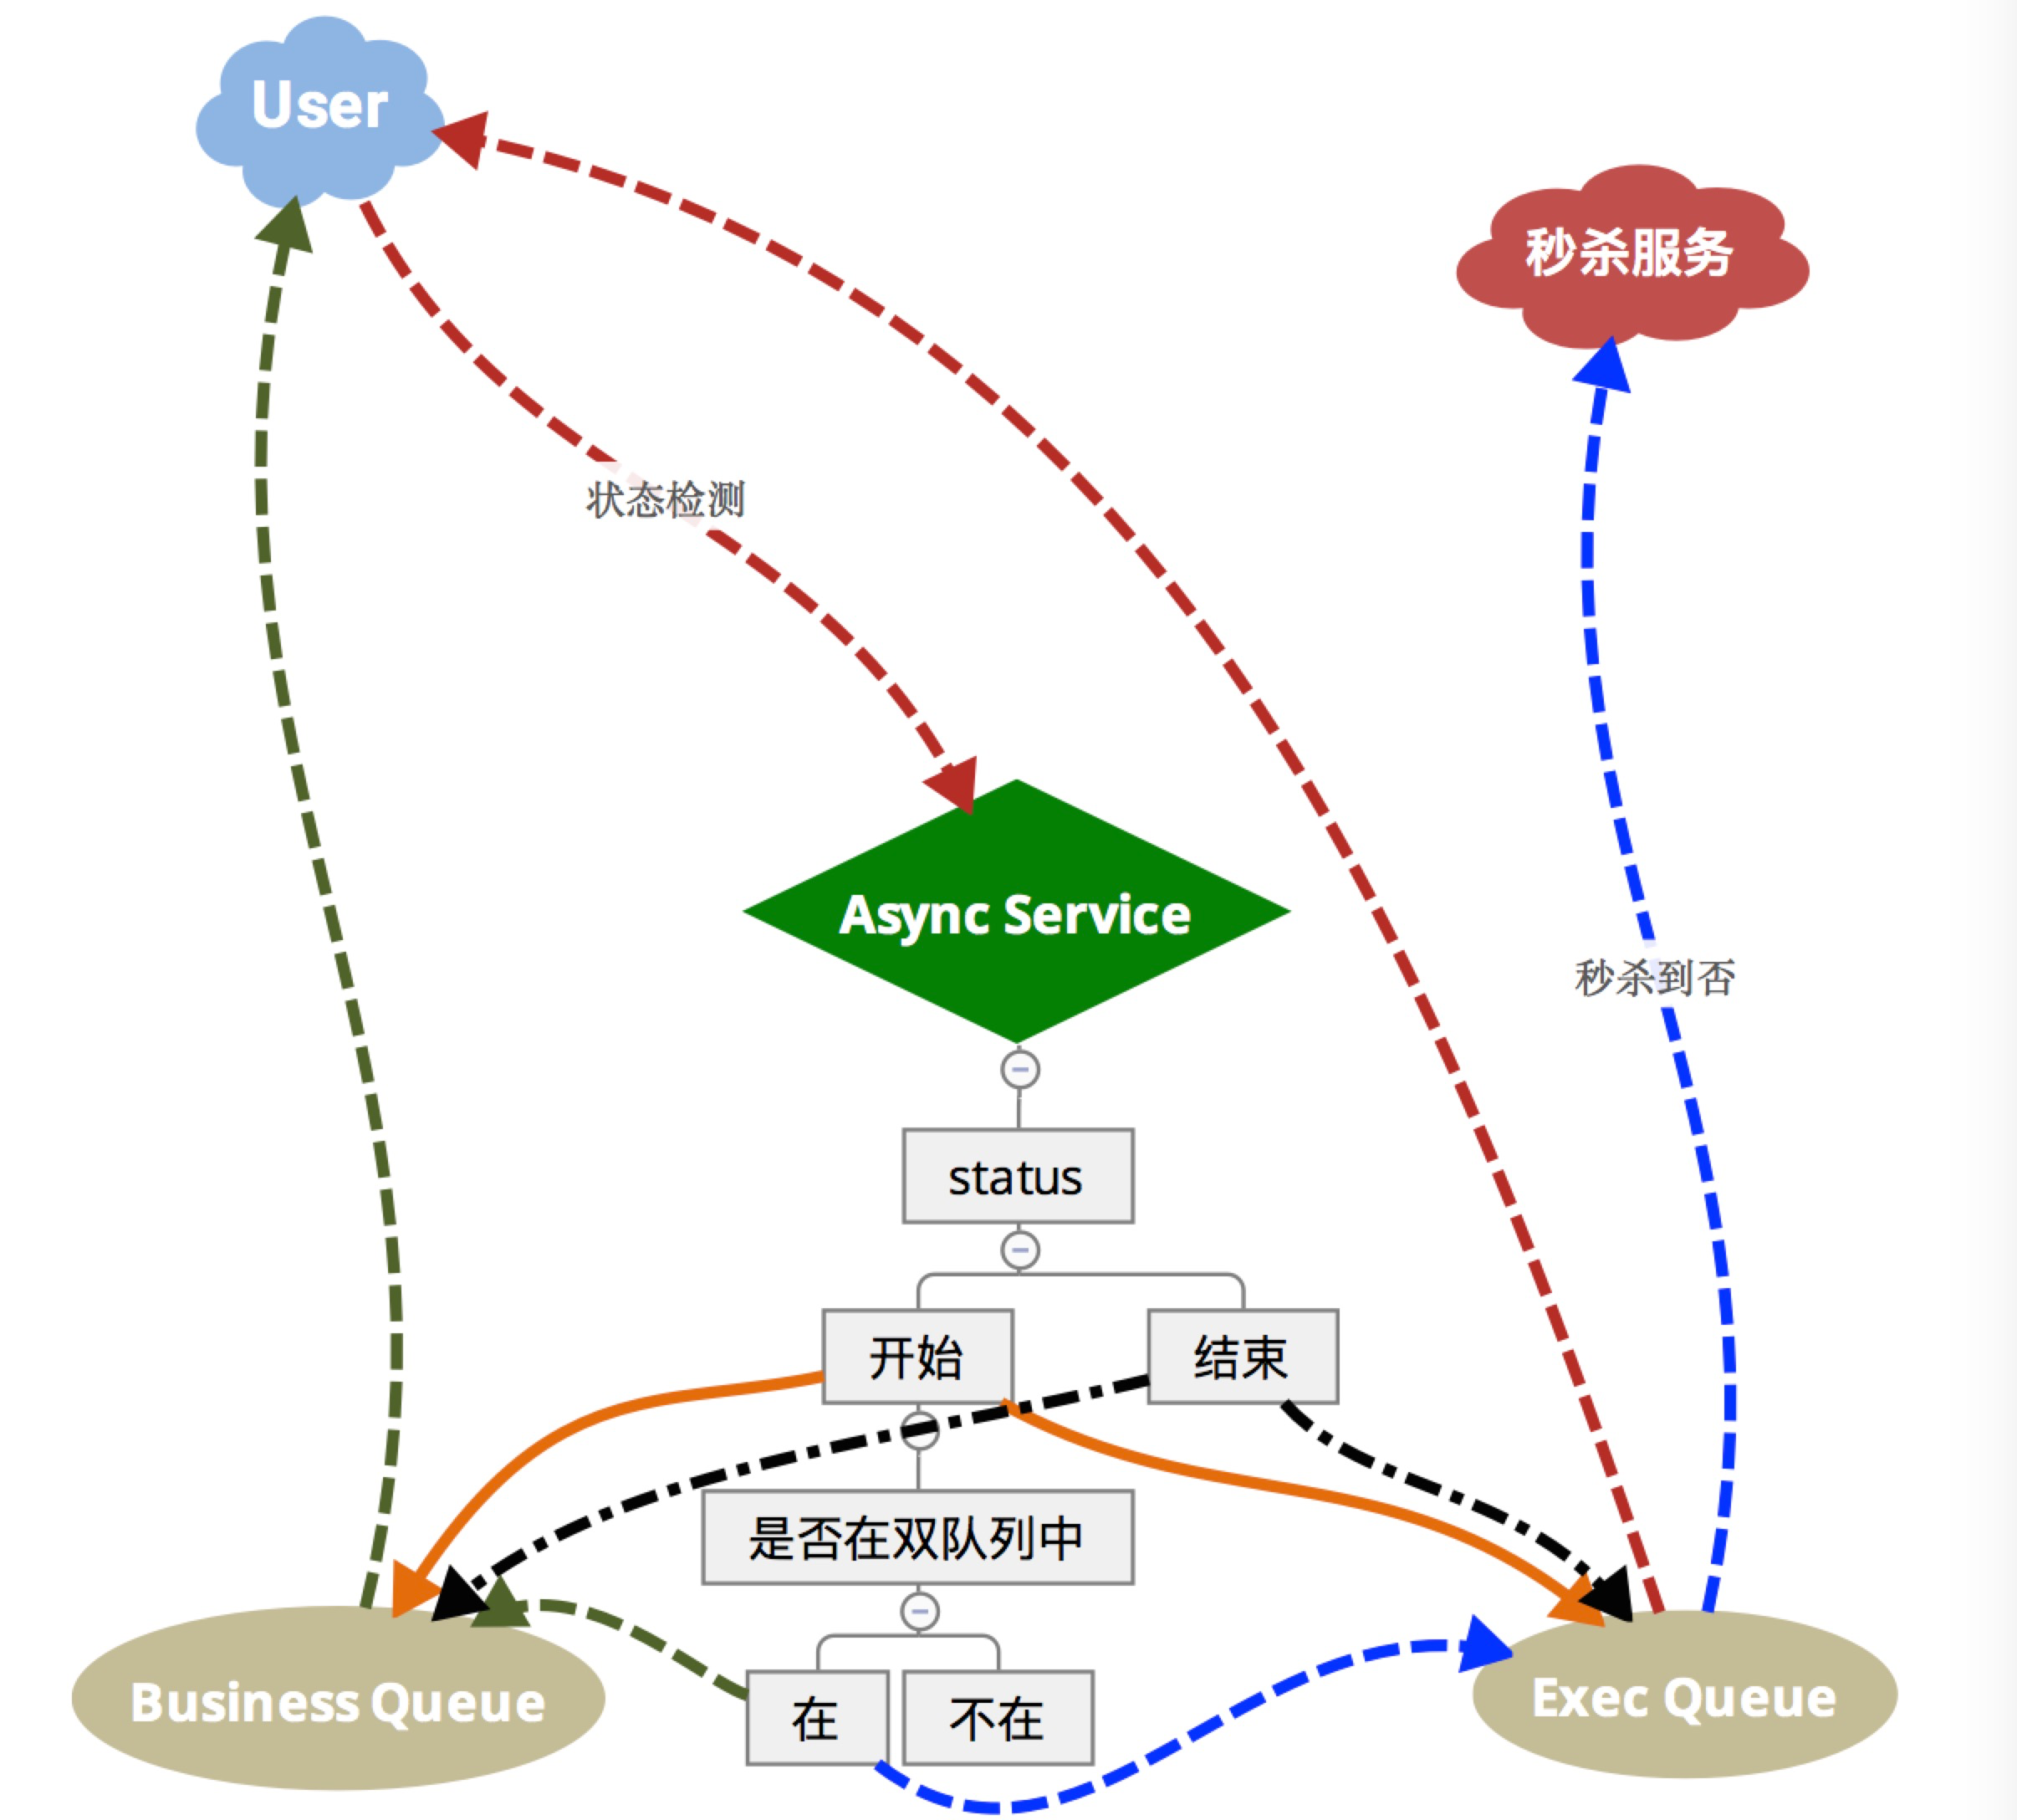 User
秒杀服务
状态检测
Async Service
秒杀到否
status
开始
结束
是否在双队列中
Business Queue
在
不在
Exec Queue